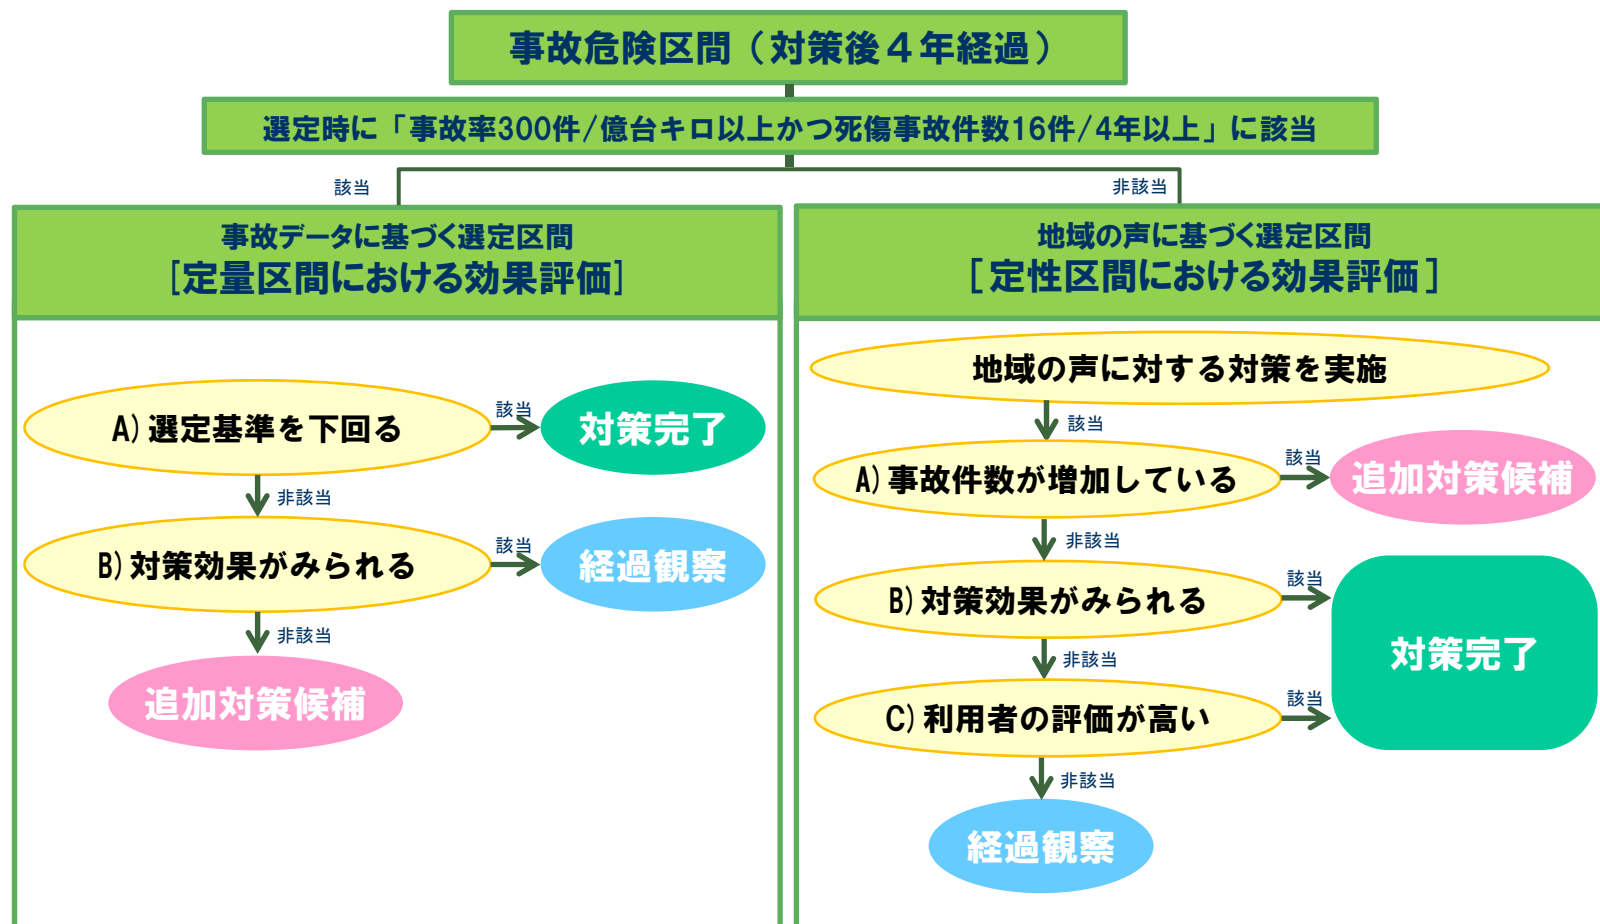 事故危険区間（対策後４年経過）
選定時に「事故率300件/億台キロ以上かつ死傷事故件数16件/4年以上」に該当
該当
非該当
事故データに基づく選定区間
[定量区間における効果評価]
A)選定基準を下回る
該当
対策完了
非該当
B)対策効果がみられる
該当
経過観察
非該当
追加対策候補
地域の声に基づく選定区間
[定性区間における効果評価]
地域の声に対する対策を実施
該当
A)事故件数が増加している
該当
追加対策候補
非該当
B)対策効果がみられる
該当
対策完了
非該当
C)利用者の評価が高い
該当
非該当
経過観察